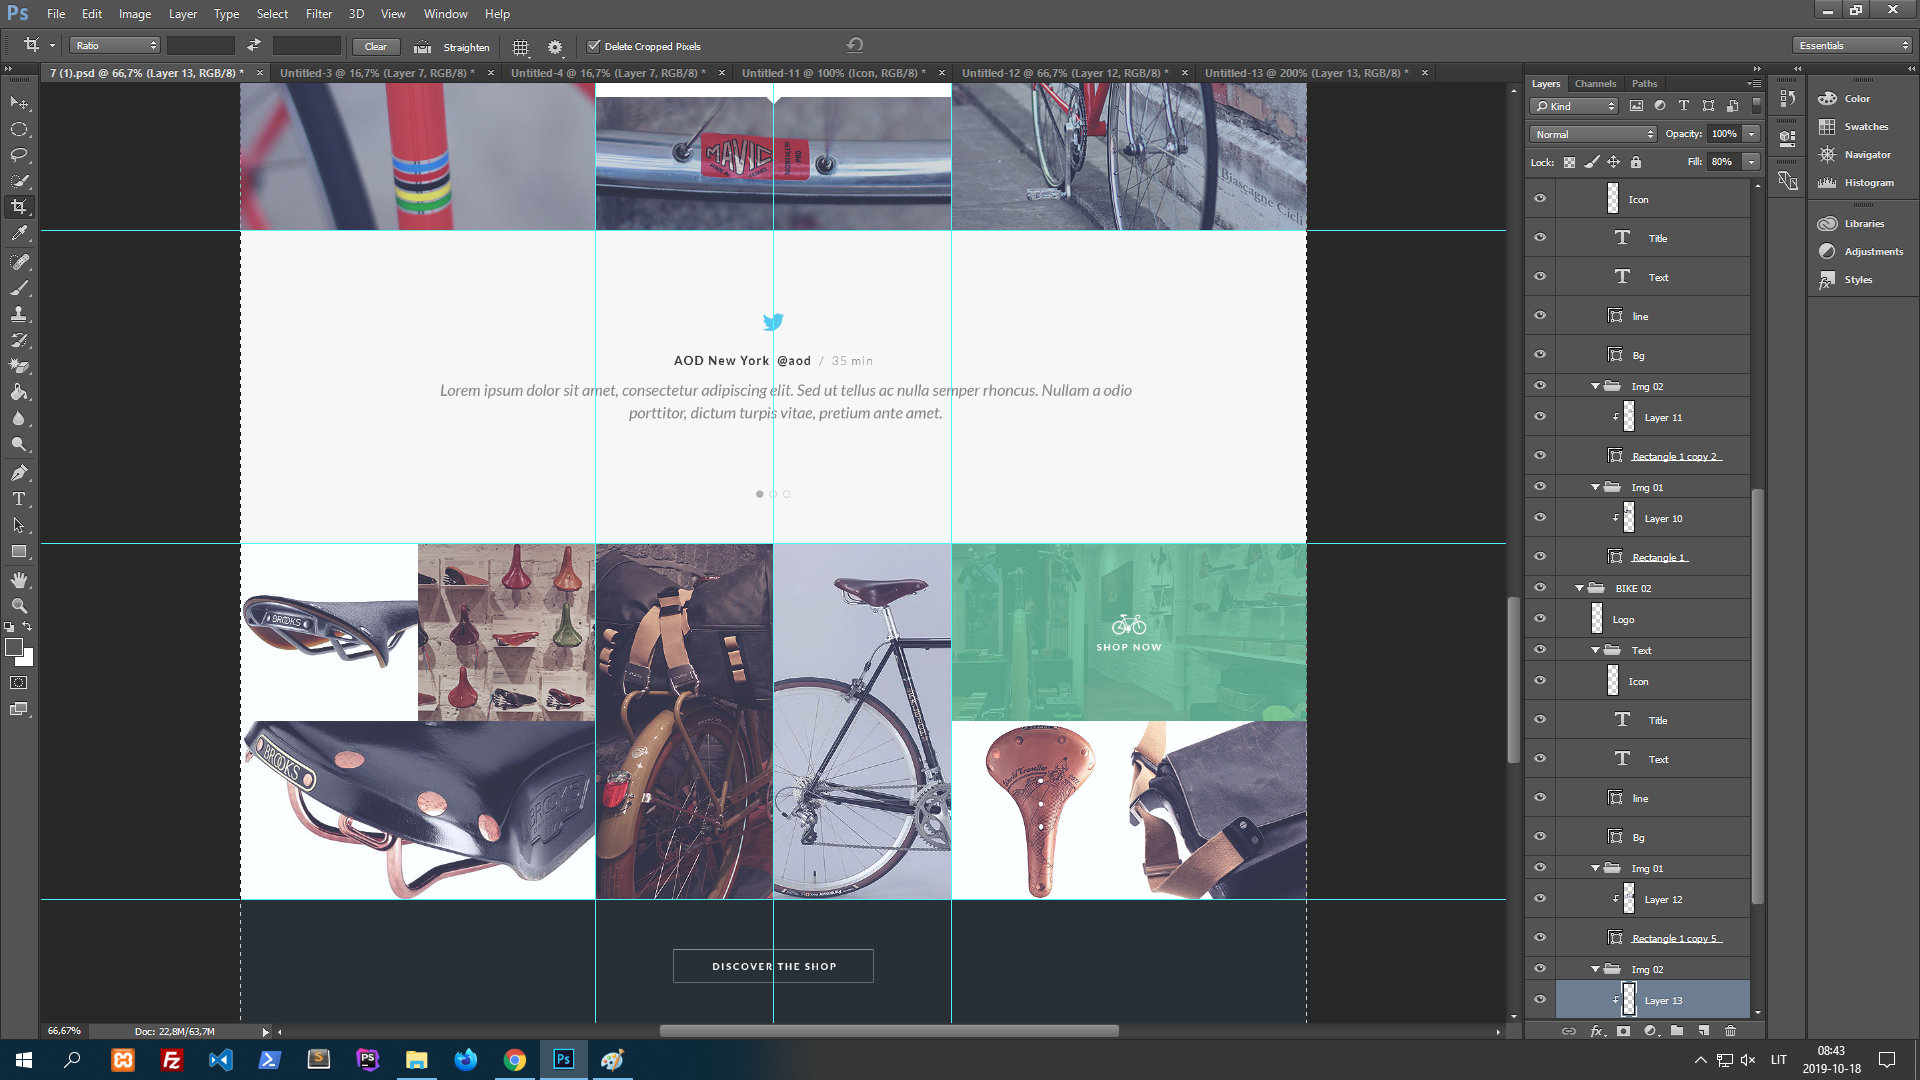 Ps File Edit Image Layer Type Select Filter 3D View Window Help
Ratio Clear Straighten Delete Cropped Pixels Essentials
7 (1).psd @ 66,7% (Layer 13, RGB/8) * Untitled-3 @ 16,7% (Layer 7, RGB/8) * Untitled-4 @ 16,7% (Layer 7, RGB/8) * Untitled-11 @ 100% (Icon, RGB/8) * Untitled-12 @ 66,7% (Layer 12, RGB/8) * Untitled-13 @ 200% (Layer 13, RGB/8) *
Layers Channels Paths
Kind
Normal Opacity: 100%
Lock: Fill: 80%
Icon
Title
Text
line
Bg
Img 02
Layer 11
Rectangle 1 copy 2
Img 01
Layer 10
Rectangle 1
BIKE 02
Logo
Text
Icon
Title
Text
line
Bg
Img 01
Layer 12
Rectangle 1 copy 5
Img 02
Layer 13
Color
Swatches
Navigator
Histogram
Libraries
Adjustments
Styles
MAVIC
PRO
Biascagne Cicli
AOD New York @aod / 35 min
Lorem ipsum dolor sit amet, consectetur adipiscing elit. Sed ut tellus ac nulla semper rhoncus. Nullam a odio
porttitor, dictum turpis vitae, pretium ante amet.
BROOKS
SHOP NOW
BROOKS
World Traveller
DISCOVER THE SHOP
66,67% Doc: 22,8M/63,7M
LIT
08:43
2019-10-18